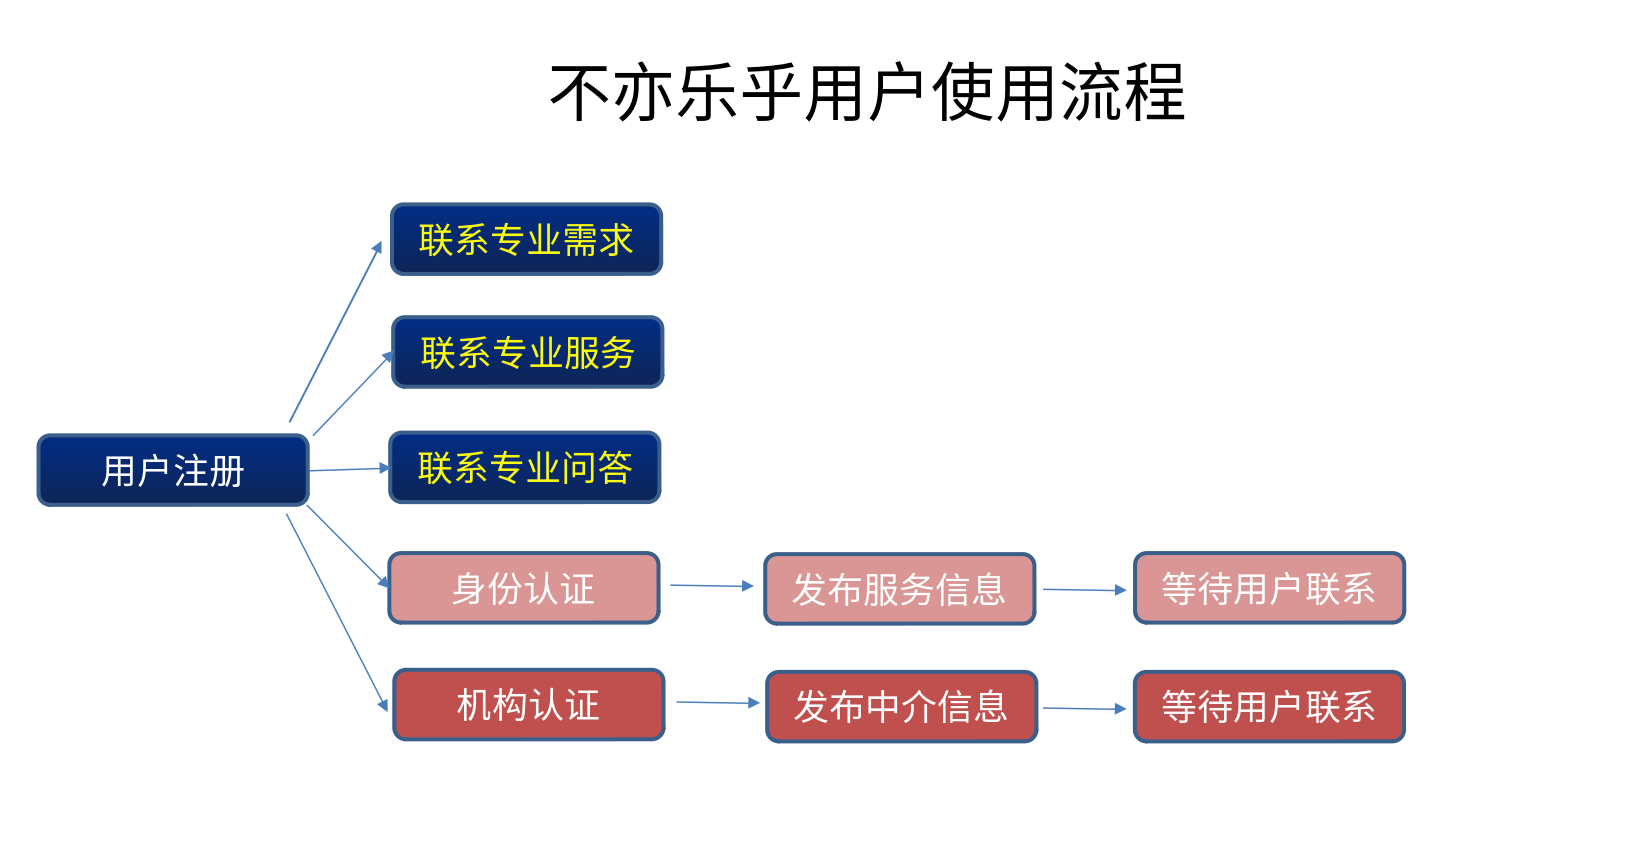 不亦乐乎用户使用流程
联系专业需求
联系专业服务
用户注册
联系专业问答
身份认证
发布服务信息
等待用户联系
机构认证
发布中介信息
等待用户联系